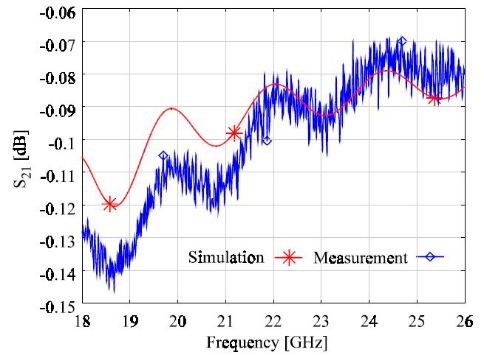 -0.06
-0.07
-0.08
-0.09
-0.1
-0.11
-0.12
-0.13
-0.14
-0.15
S21 [dB]
Simulation Measurement
18 19 20 21 22 23 24 25 26
Frequency [GHz]